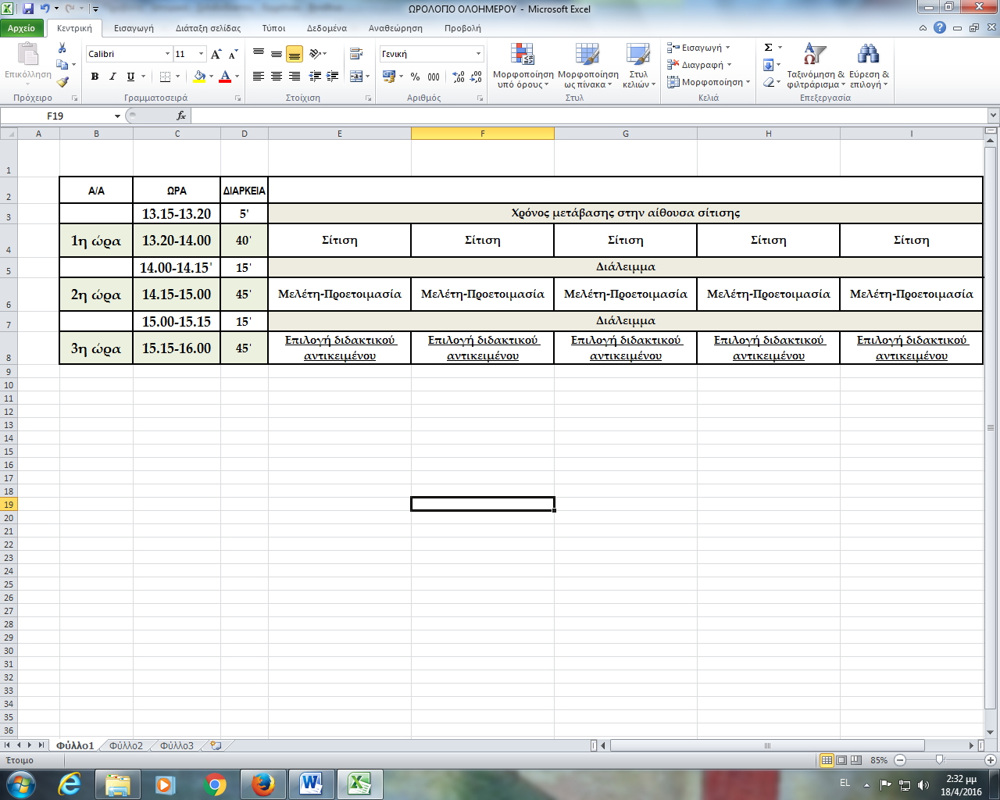 ΩΡΟΛΟΓΙΟ ΟΛΟΗΜΕΡΟΥ - Microsoft Excel
Αρχείο Κεντρική Εισαγωγή Διάταξη σελίδας Τύποι Δεδομένα Αναθεώρηση Προβολή
Επικόλληση
Calibri 11
Γενική
Μορφοποίηση υπό όρους
Μορφοποίηση ως πίνακα
Στυλ κελιών
Εισαγωγή
Διαγραφή
Μορφοποίηση
Ταξινόμηση & φιλτράρισμα
Εύρεση & επιλογή
Πρόχειρο Γραμματοσειρά Στοίχιση Αριθμός Στυλ Κελιά Επεξεργασία
F19 fx
A B C D E F G H I
1
2 Α/Α ΩΡΑ ΔΙΑΡΚΕΙΑ
3 13.15-13.20 5' Χρόνος μετάβασης στην αίθουσα σίτισης
4 1η ώρα 13.20-14.00 40' Σίτιση Σίτιση Σίτιση Σίτιση Σίτιση
5 14.00-14.15' 15' Διάλειμμα
6 2η ώρα 14.15-15.00 45' Μελέτη-Προετοιμασία Μελέτη-Προετοιμασία Μελέτη-Προετοιμασία Μελέτη-Προετοιμασία Μελέτη-Προετοιμασία
7 15.00-15.15 15' Διάλειμμα
8 3η ώρα 15.15-16.00 45' Επιλογή διδακτικού αντικειμένου Επιλογή διδακτικού αντικειμένου Επιλογή διδακτικού αντικειμένου Επιλογή διδακτικού αντικειμένου Επιλογή διδακτικού αντικειμένου
9
10
11
12
13
14
15
16
17
18
19
20
21
22
23
24
25
26
27
28
29
30
31
32
33
34
35
36
Φύλλο1 Φύλλο2 Φύλλο3
Έτοιμο 85%
EL 2:32 μμ
18/4/2016